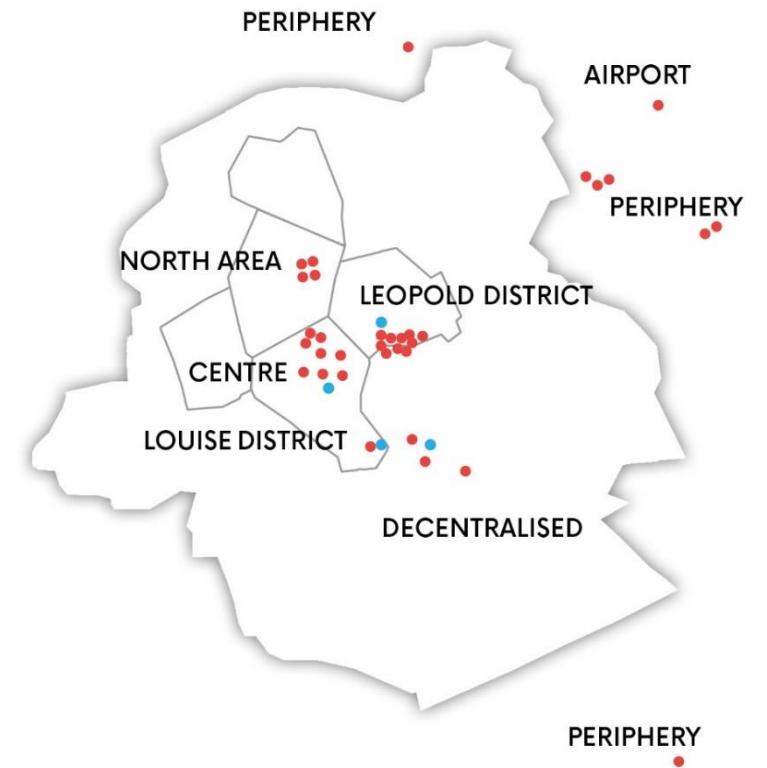 PERIPHERY
AIRPORT
PERIPHERY
NORTH AREA
LEOPOLD DISTRICT
CENTRE
LOUISE DISTRICT
DECENTRALISED
PERIPHERY